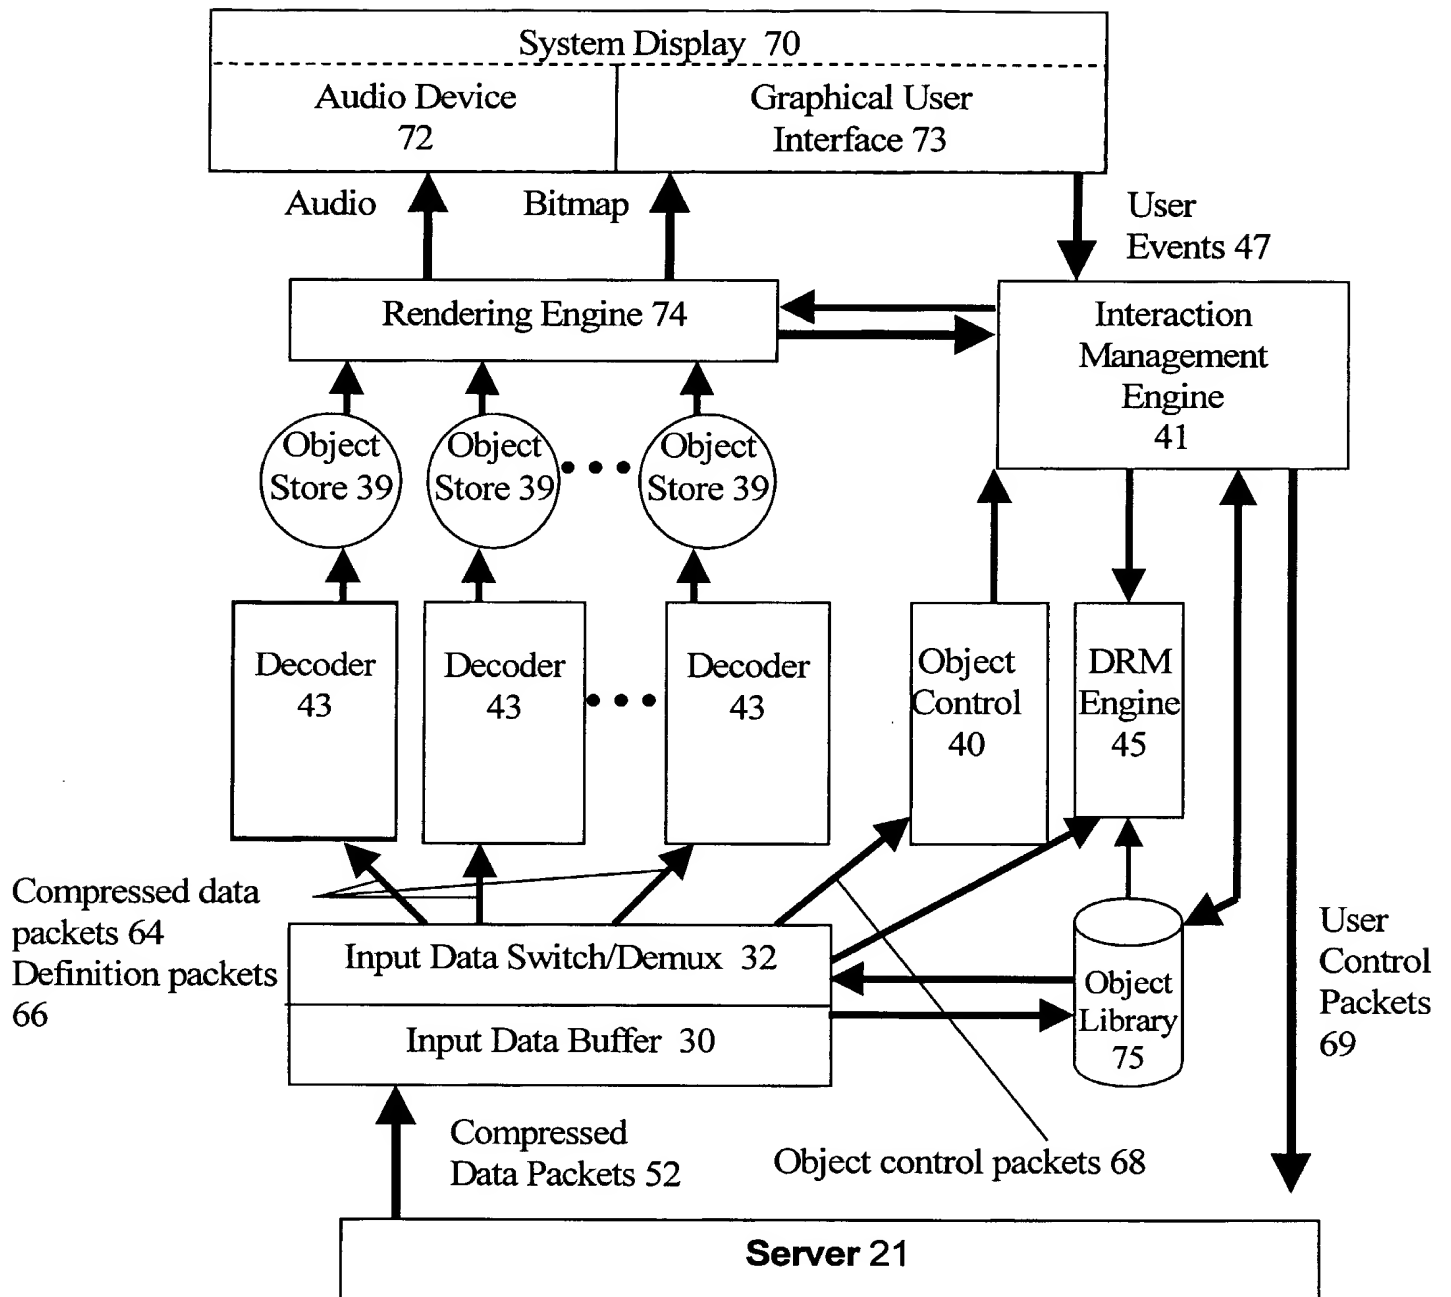 System Display 70
Audio Device
72
Graphical User
Interface 73
Audio
Bitmap
User
Events 47
Rendering Engine 74
Interaction
Management
Engine
41
Object
Store 39
Object
Store 39
Object
Store 39
Decoder
43
Decoder
43
Decoder
43
Object
Control
40
DRM
Engine
45
Compressed data
packets 64
Definition packets
66
Input Data Switch/Demux 32
Input Data Buffer 30
Object
Library
75
User
Control
Packets
69
Compressed
Data Packets 52
Object control packets 68
Server 21